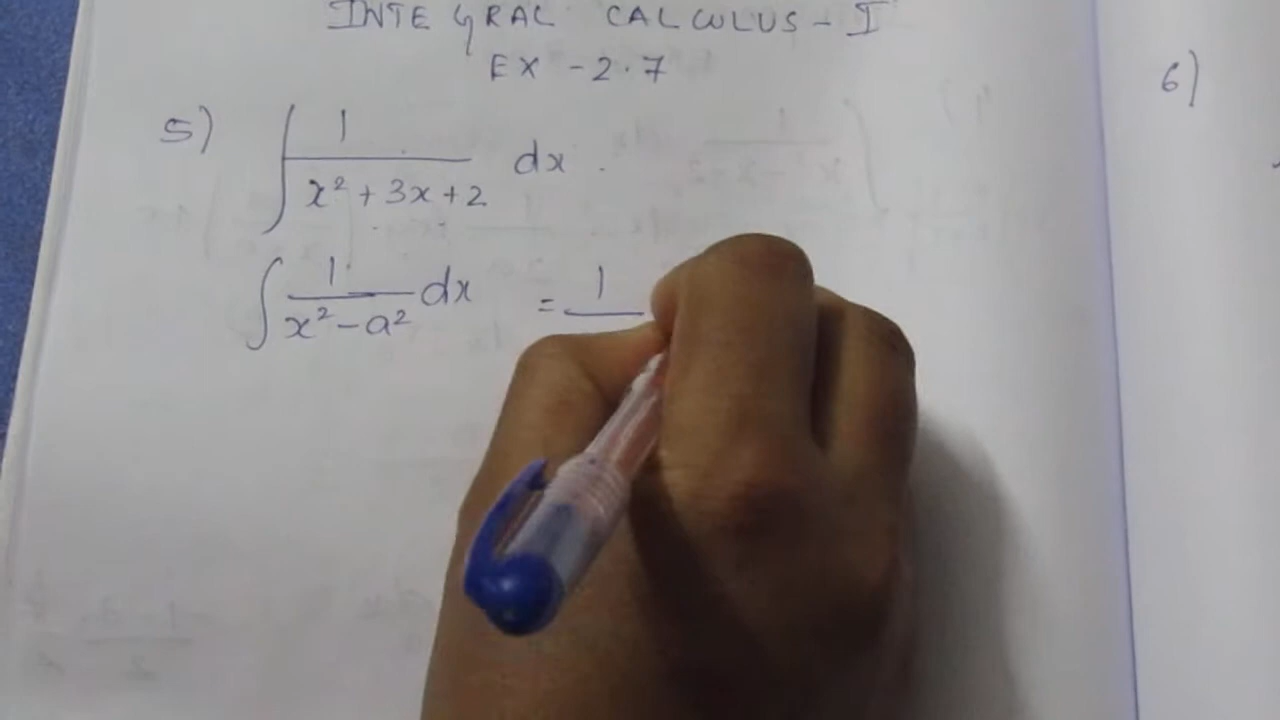 INTEGRAL CALCULUS - I
EX - 2.7
5) ∫ 1/(x² + 3x + 2) dx.
∫ 1/(x² - a²) dx = 1
6)